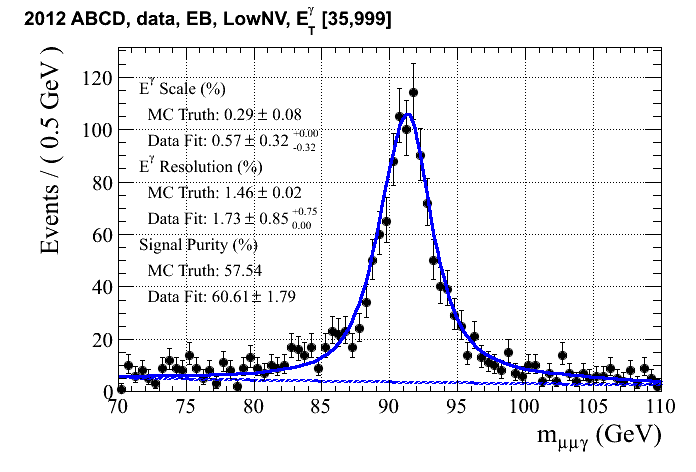 2012 ABCD, data, EB, LowNV, E_T^γ [35,999]
Events / ( 0.5 GeV )
E^γ Scale (%)
MC Truth: 0.29 ± 0.08
Data Fit: 0.57 ± 0.32 +0.00 -0.32
E^γ Resolution (%)
MC Truth: 1.46 ± 0.02
Data Fit: 1.73 ± 0.85 +0.75 0.00
Signal Purity (%)
MC Truth: 57.54
Data Fit: 60.61 ± 1.79
120
100
80
60
40
20
0
70 75 80 85 90 95 100 105 110
m_μμγ (GeV)